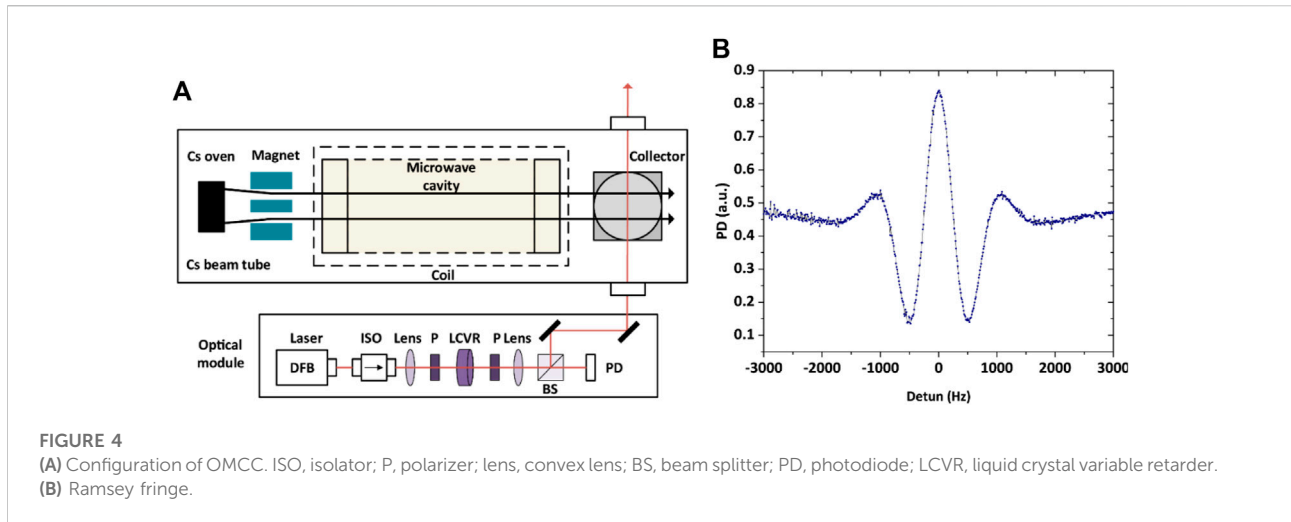 A
Cs oven
Magnet
Microwave
cavity
Collector
Cs beam tube
Coil
Optical
module
Laser
ISO
Lens
P
LCVR
P
Lens
DFB
BS
PD
B
PD (a.u.)
0.9
0.8
0.7
0.6
0.5
0.4
0.3
0.2
0.1
-3000
-2000
-1000
0
1000
2000
3000
Detun (Hz)
FIGURE 4
(A) Configuration of OMCC. ISO, isolator; P, polarizer; lens, convex lens; BS, beam splitter; PD, photodiode; LCVR, liquid crystal variable retarder.
(B) Ramsey fringe.